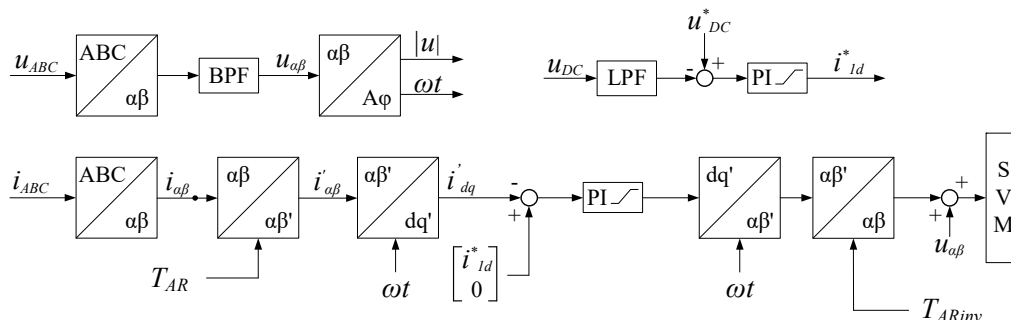 u_ABC ABC αβ BPF u_αβ αβ Aφ |u| ωt
u_DC LPF - + u*_DC PI i*_1d
i_ABC ABC αβ i_αβ αβ αβ' i'_αβ αβ' dq' i'_dq - + PI dq' αβ' αβ' αβ + + u_αβ SVM
T_AR ωt [i*_1d 0] ωt T_ARinv